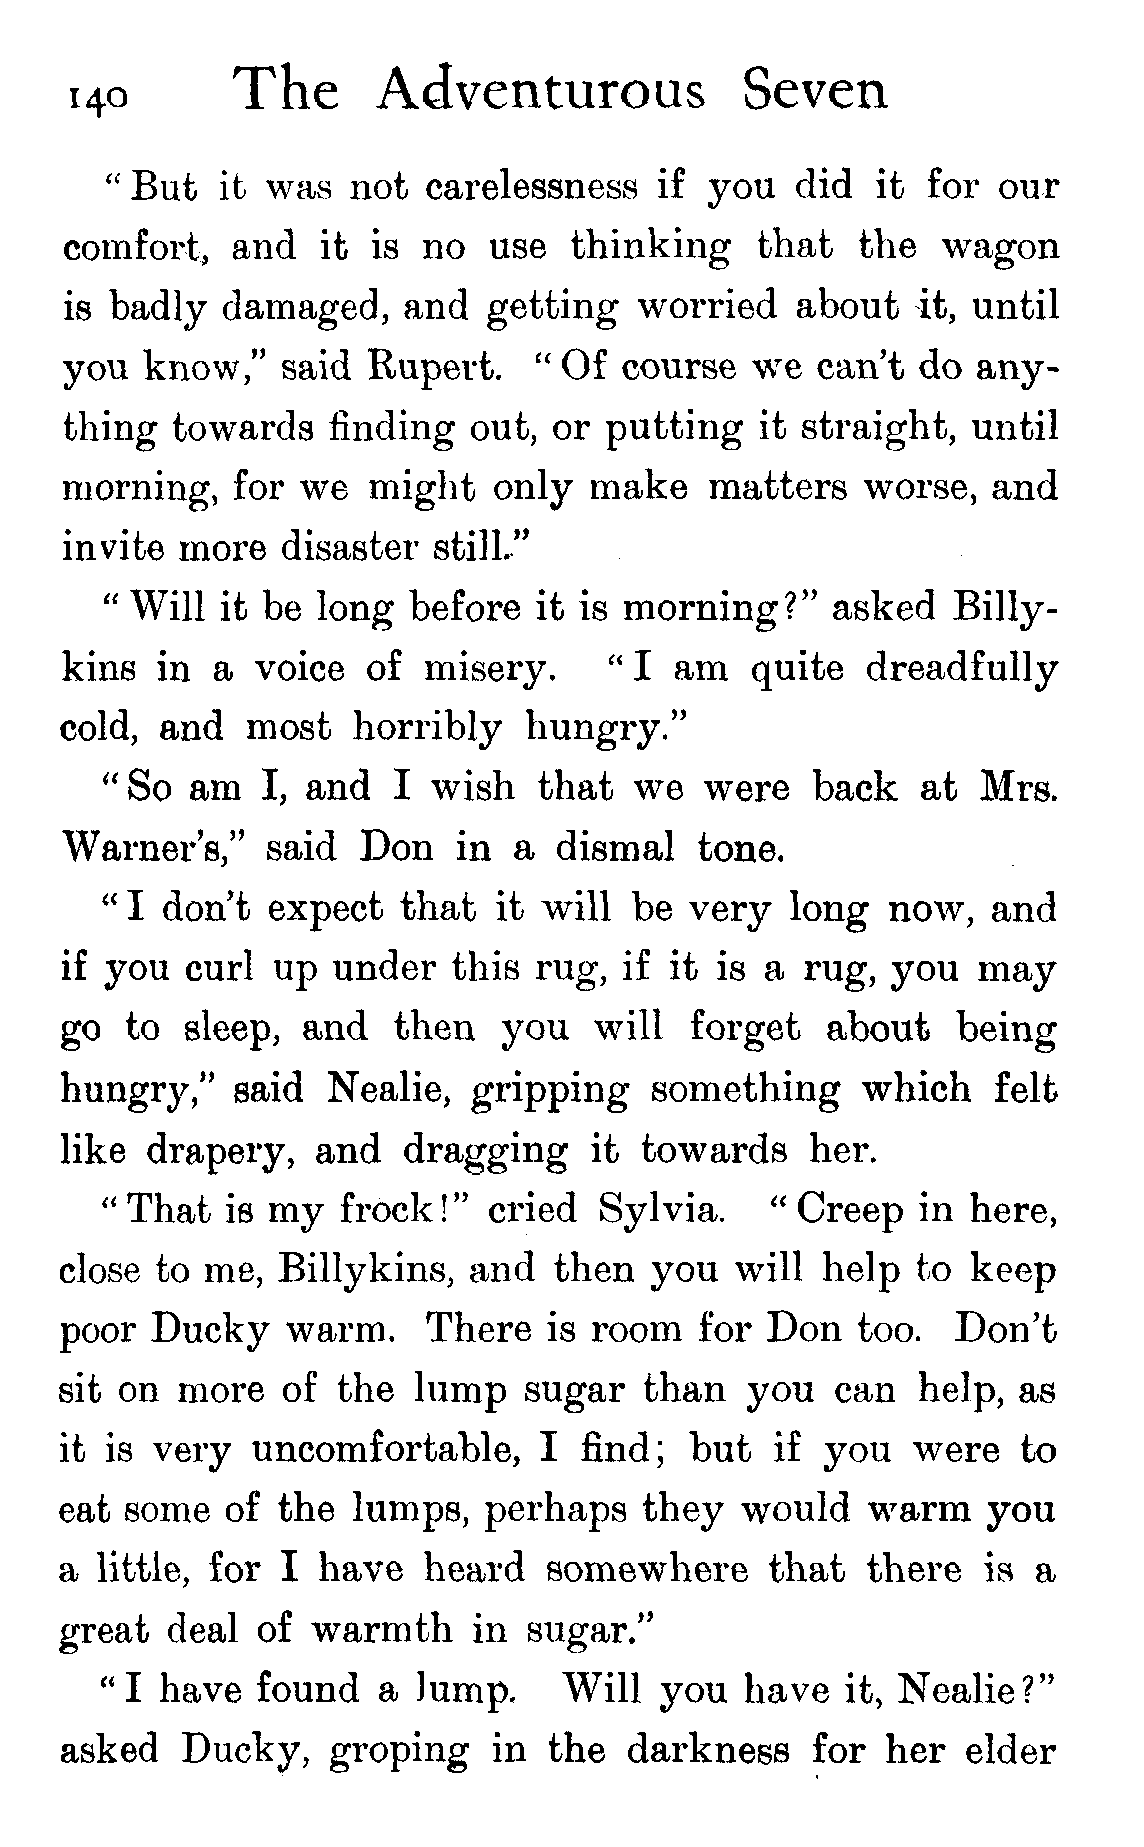 140 The Adventurous Seven
“But it was not carelessness if you did it for our
comfort, and it is no use thinking that the wagon
is badly damaged, and getting worried about it, until
you know,” said Rupert. “Of course we can’t do any-
thing towards finding out, or putting it straight, until
morning, for we might only make matters worse, and
invite more disaster still.”
“Will it be long before it is morning?” asked Billy-
kins in a voice of misery. “I am quite dreadfully
cold, and most horribly hungry.”
“So am I, and I wish that we were back at Mrs.
Warner’s,” said Don in a dismal tone.
“I don’t expect that it will be very long now, and
if you curl up under this rug, if it is a rug, you may
go to sleep, and then you will forget about being
hungry,” said Nealie, gripping something which felt
like drapery, and dragging it towards her.
“That is my frock!” cried Sylvia. “Creep in here,
close to me, Billykins, and then you will help to keep
poor Ducky warm. There is room for Don too. Don’t
sit on more of the lump sugar than you can help, as
it is very uncomfortable, I find; but if you were to
eat some of the lumps, perhaps they would warm you
a little, for I have heard somewhere that there is a
great deal of warmth in sugar.”
“I have found a lump. Will you have it, Nealie?”
asked Ducky, groping in the darkness for her elder